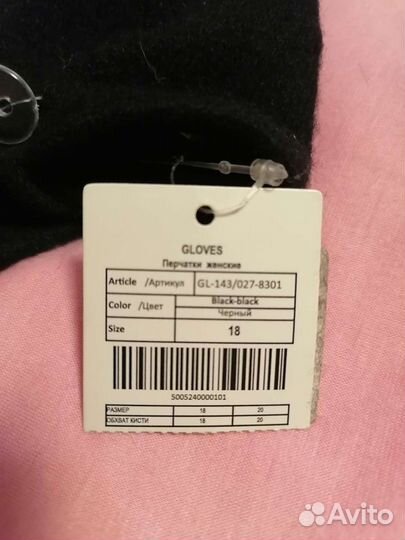 GLOVES
Перчатки женские
Article /Артикул GL-143/027-8301
Color /Цвет Black-black
Черный
Size 18
5005240000101
РАЗМЕР 18 20
ОБХВАТ КИСТИ 18 20
Avito